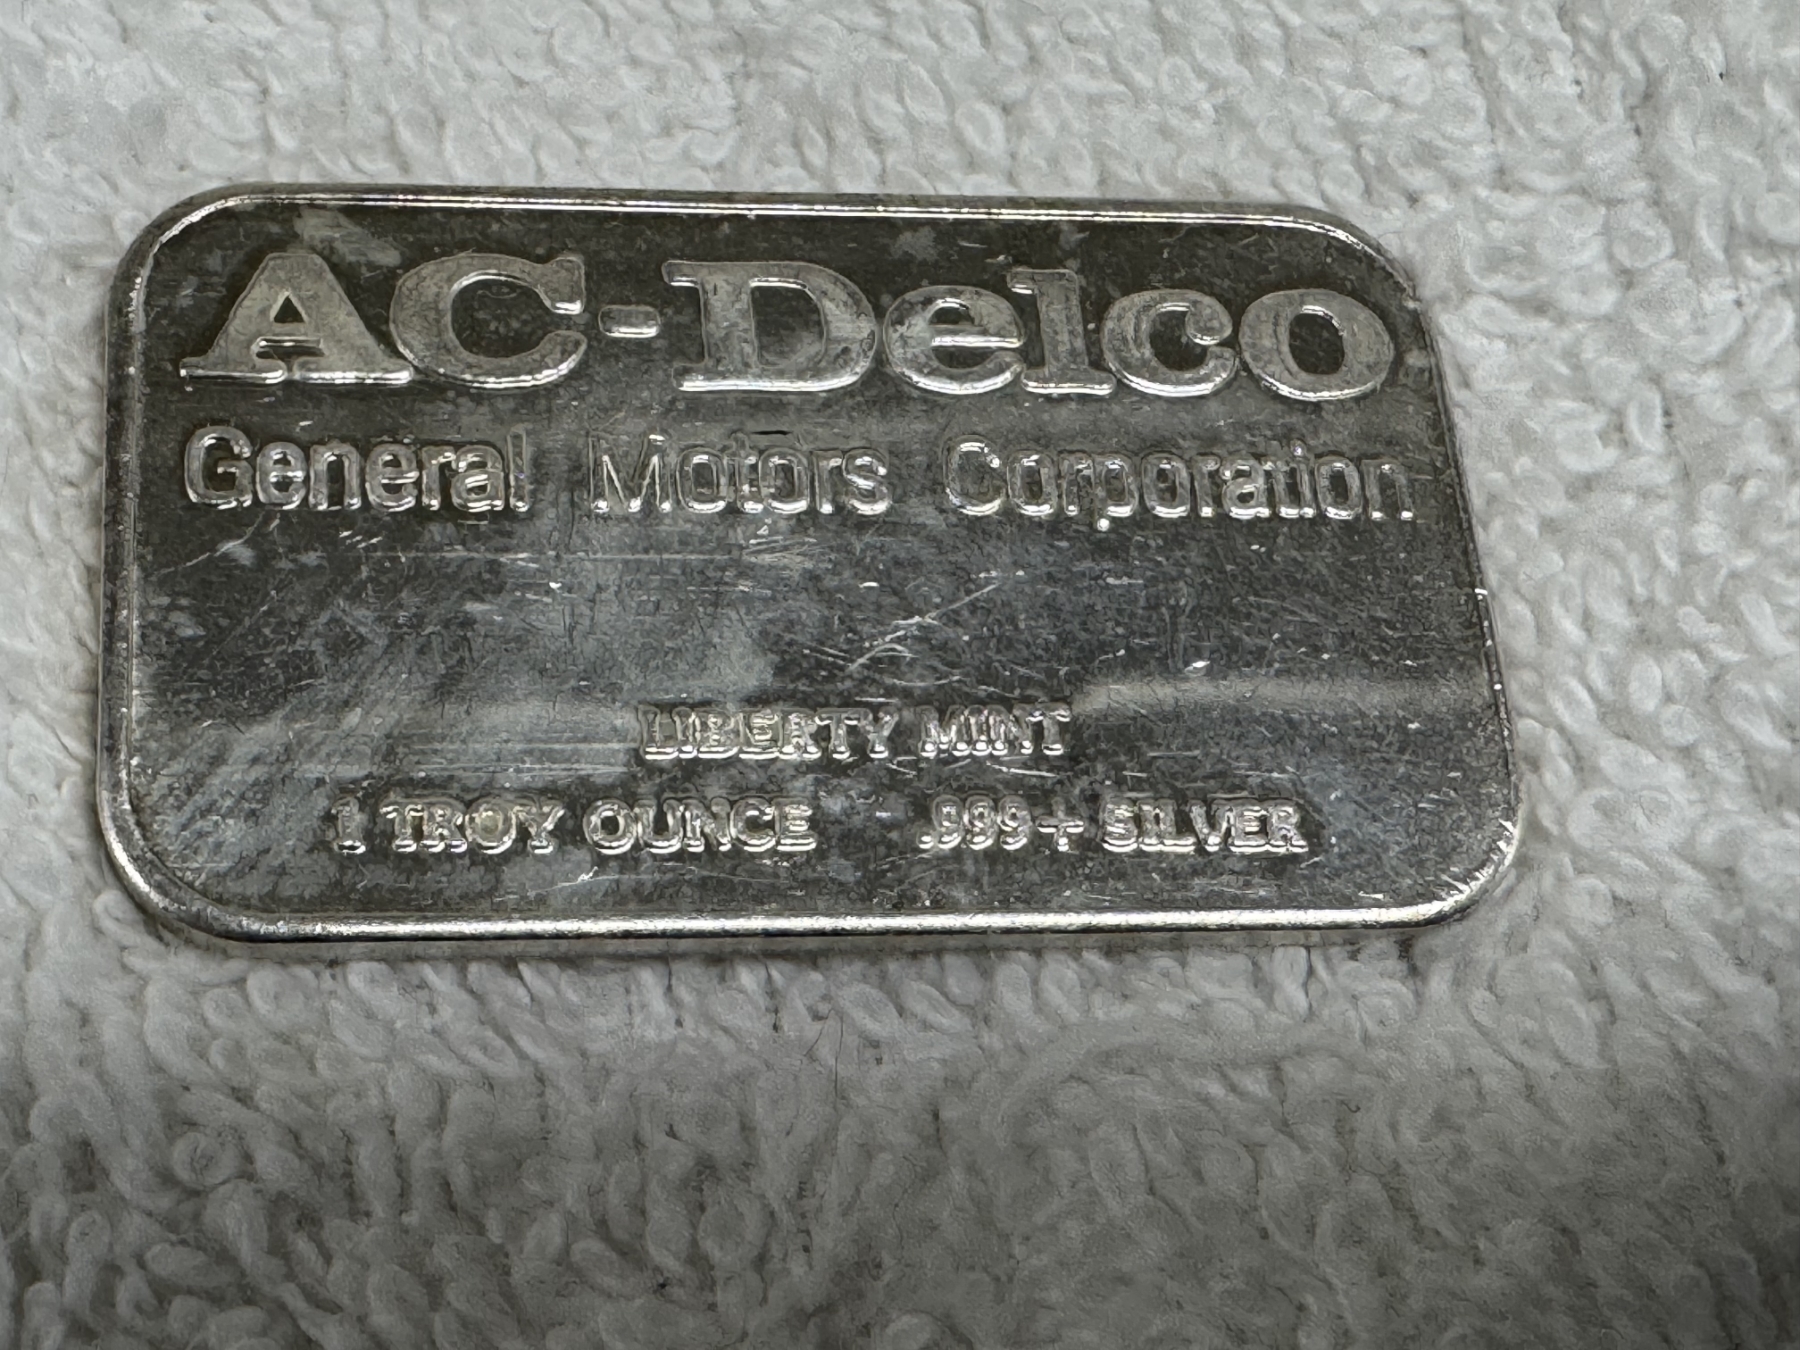 AC-Delco
General Motors Corporation
LIBERTY MINT
1 TROY OUNCE .999+ SILVER